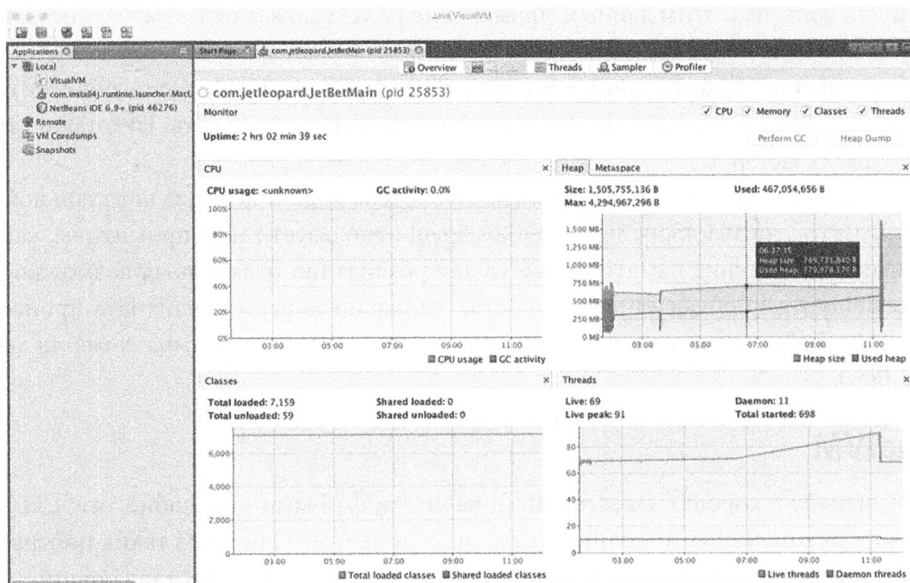 Java VisualVM
Applications
Start Page
com.jetleopard.JetBetMain (pid 25853)
Local
VisualVM
com.install4j.runtime.launcher.MacL
NetBeans IDE 6.9+ (pid 46276)
Remote
VM Coredumps
Snapshots
Overview
Threads
Sampler
Profiler
com.jetleopard.JetBetMain (pid 25853)
Monitor
CPU
Memory
Classes
Threads
Uptime: 2 hrs 02 min 39 sec
Perform GC
Heap Dump
CPU
CPU usage: <unknown>
GC activity: 0.0%
100%
80%
60%
40%
20%
0%
03:00
05:00
07:00
09:00
11:00
CPU usage
GC activity
Heap
Metaspace
Size: 1,505,755,136 B
Used: 467,054,656 B
Max: 4,294,967,296 B
1,500 MB
1,250 MB
1,000 MB
750 MB
500 MB
250 MB
0 MB
Heap size
Used heap
03:00
05:00
07:00
09:00
11:00
Heap size
Used heap
Classes
Total loaded: 7,159
Shared loaded: 0
Total unloaded: 59
Shared unloaded: 0
6,000
4,000
2,000
0
03:00
05:00
07:00
09:00
11:00
Total loaded classes
Shared loaded classes
Threads
Live: 69
Daemon: 11
Live peak: 91
Total started: 698
80
60
40
20
0
03:00
05:00
07:00
09:00
11:00
Live threads
Daemon threads